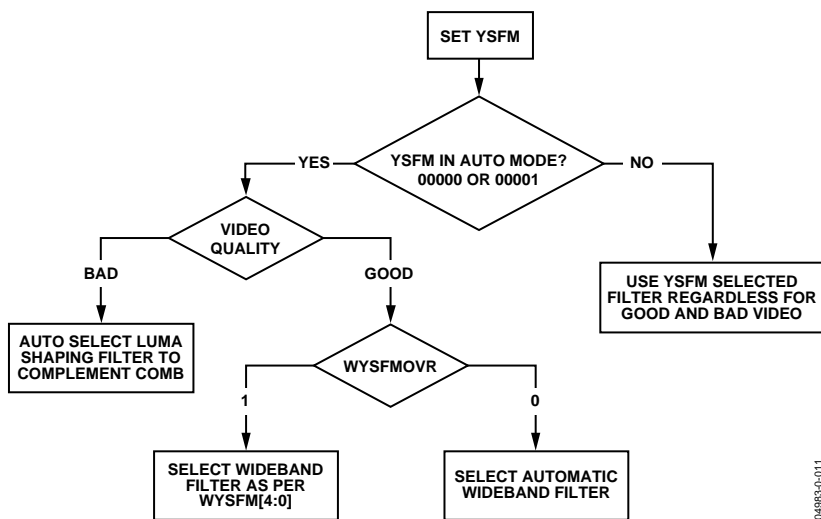 SET YSFM
YSFM IN AUTO MODE?
00000 OR 00001
YES
NO
VIDEO
QUALITY
BAD
GOOD
USE YSFM SELECTED
FILTER REGARDLESS FOR
GOOD AND BAD VIDEO
AUTO SELECT LUMA
SHAPING FILTER TO
COMPLEMENT COMB
WYSFMOVR
1
0
SELECT WIDEBAND
FILTER AS PER
WYSFM[4:0]
SELECT AUTOMATIC
WIDEBAND FILTER
04983-0-011